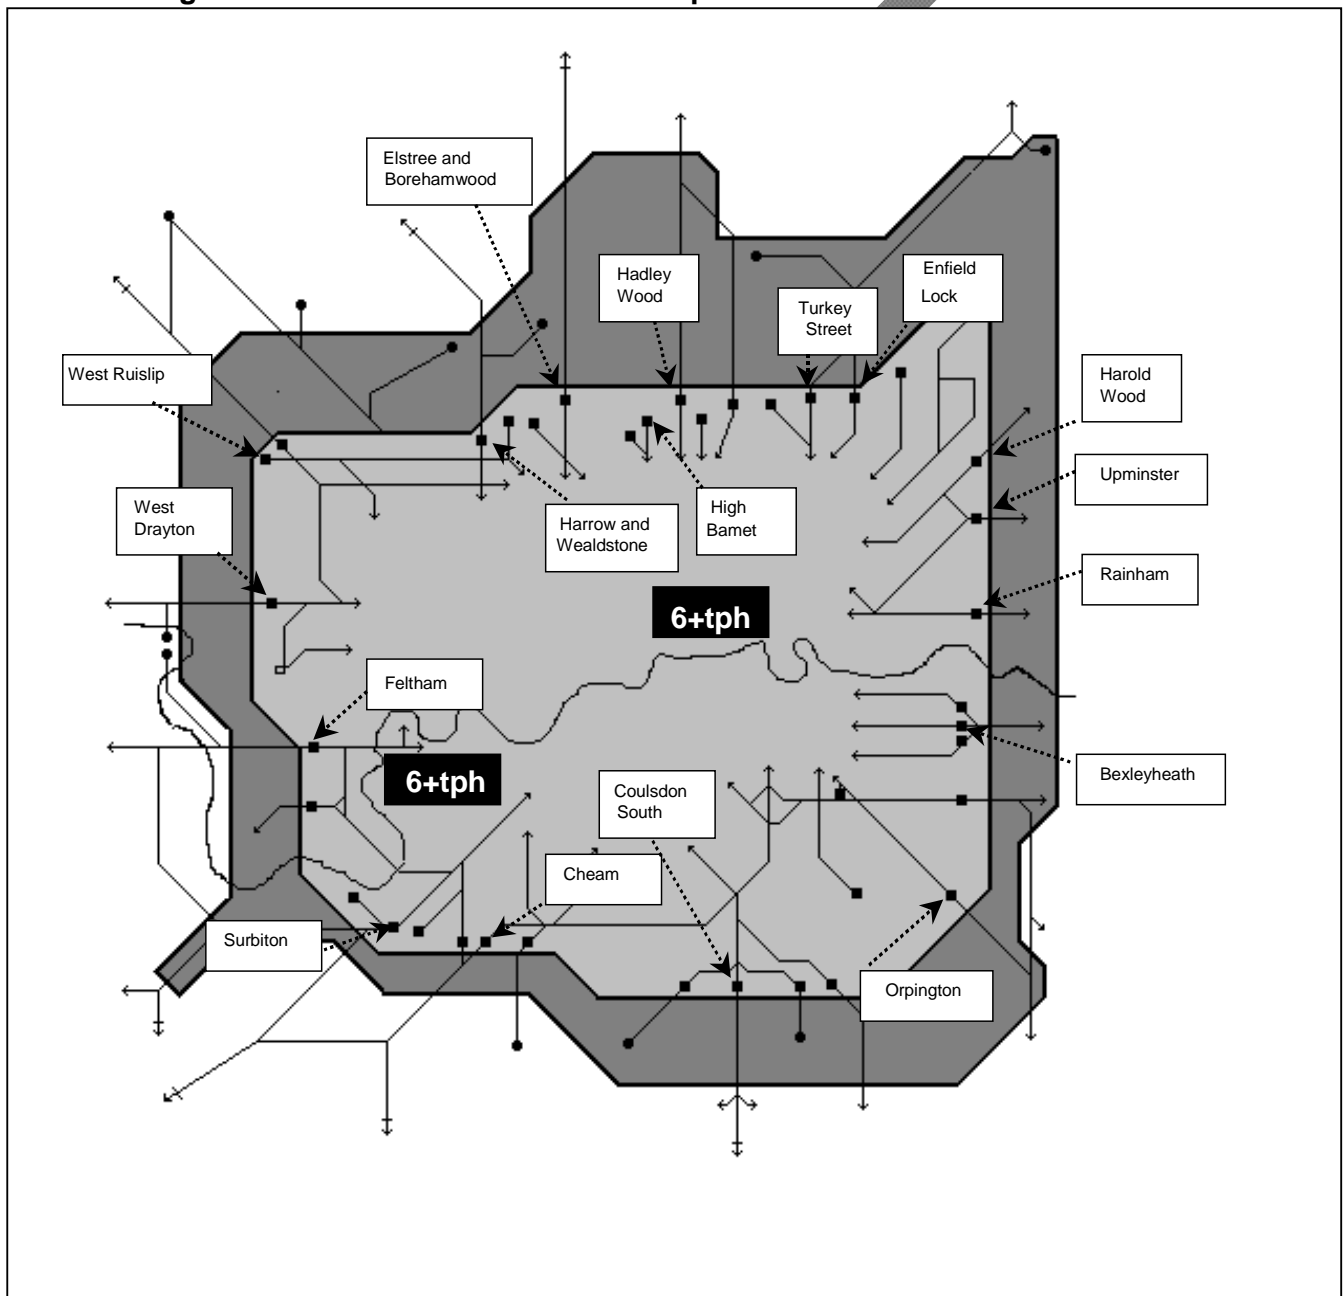 Elstree and
Borehamwood
Hadley
Wood
Enfield
Lock
Turkey
Street
West Ruislip
Harold
Wood
Upminster
West
Drayton
Harrow and
Wealdstone
High
Barnet
Rainham
6+tph
Feltham
6+tph
Coulsdon
South
Bexleyheath
Cheam
Surbiton
Orpington